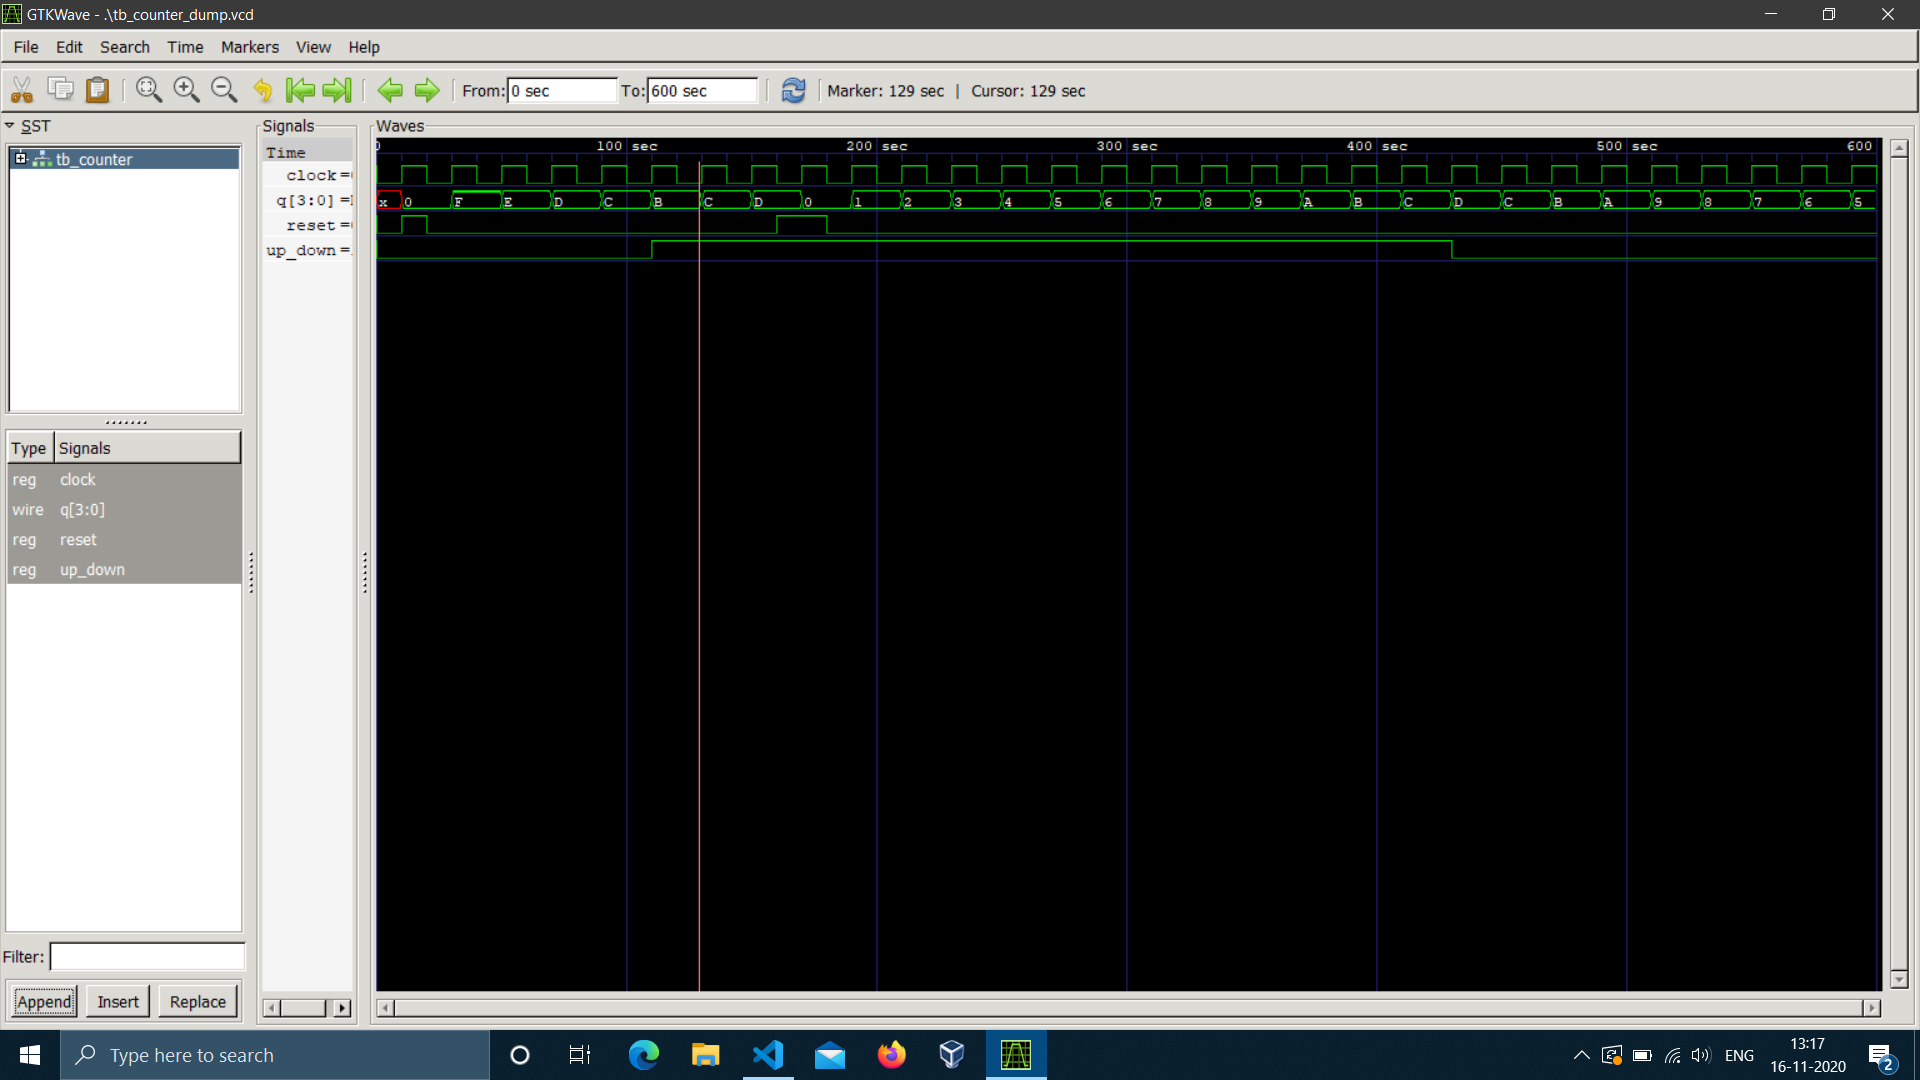 GTKWave - .\tb_counter_dump.vcd
File Edit Search Time Markers View Help
From: 0 sec To: 600 sec Marker: 129 sec | Cursor: 129 sec
SST
tb_counter
Type Signals
reg clock
wire q[3:0]
reg reset
reg up_down
Filter:
Append Insert Replace
Signals
Time
clock =
q[3:0] =
reset =
up_down =
Waves
0 100 sec 200 sec 300 sec 400 sec 500 sec 600
x 0 F E D C B C D 0 1 2 3 4 5 6 7 8 9 A B C D C B A 9 8 7 6 5
Type here to search
ENG
13:17
16-11-2020
2